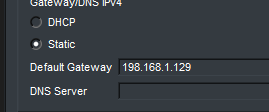 Gateway/DNS IPv4
DHCP
Static
Default Gateway 198.168.1.129
DNS Server